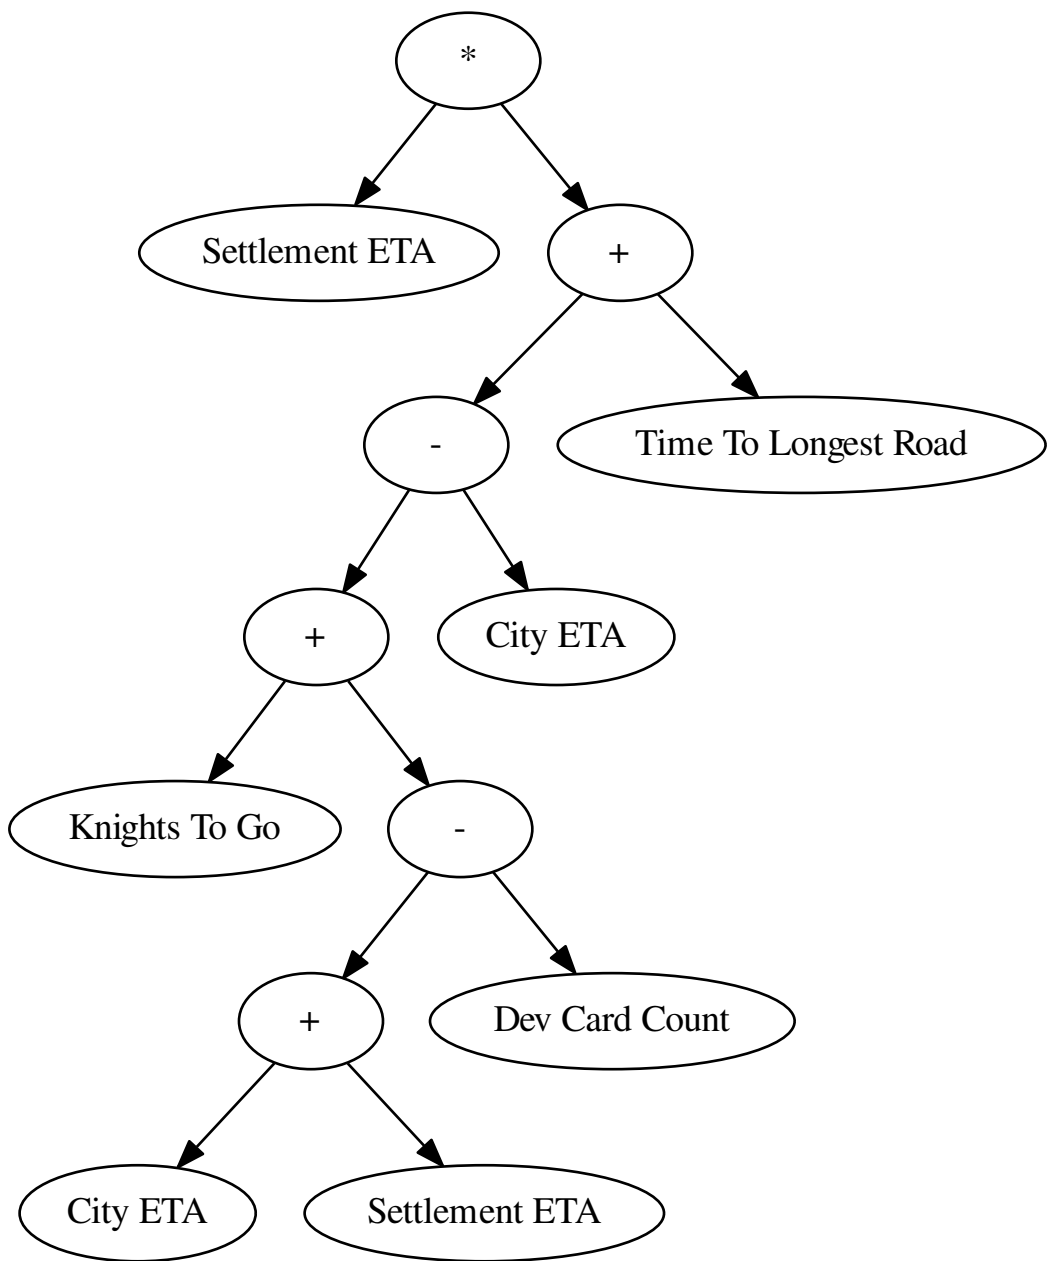 *
Settlement ETA
+
-
Time To Longest Road
+
City ETA
Knights To Go
-
+
Dev Card Count
City ETA
Settlement ETA